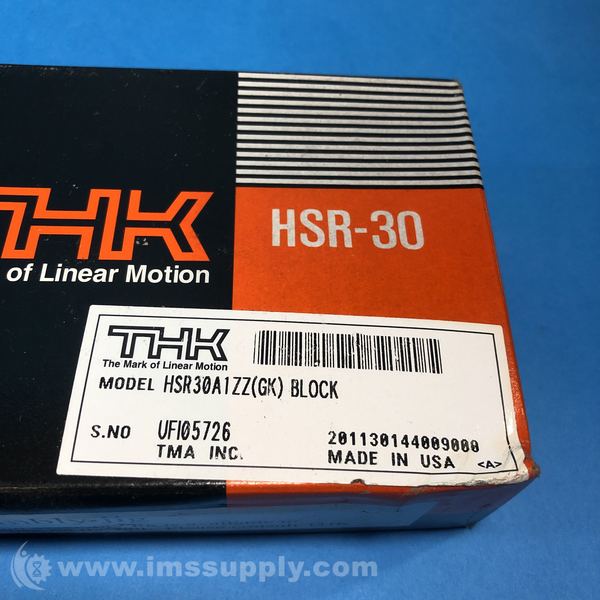 THK
HSR-30
of Linear Motion
THK
The Mark of Linear Motion
MODEL HSR30A1ZZ(GK) BLOCK
S.NO UFI05726 201130144009000
TMA INC. MADE IN USA <A>
www.imssupply.com